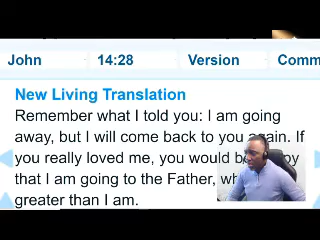 John 14:28 Version Comm
New Living Translation
Remember what I told you: I am going
away, but I will come back to you again. If
you really loved me, you would be
that I am going to the Father,
greater than I am.